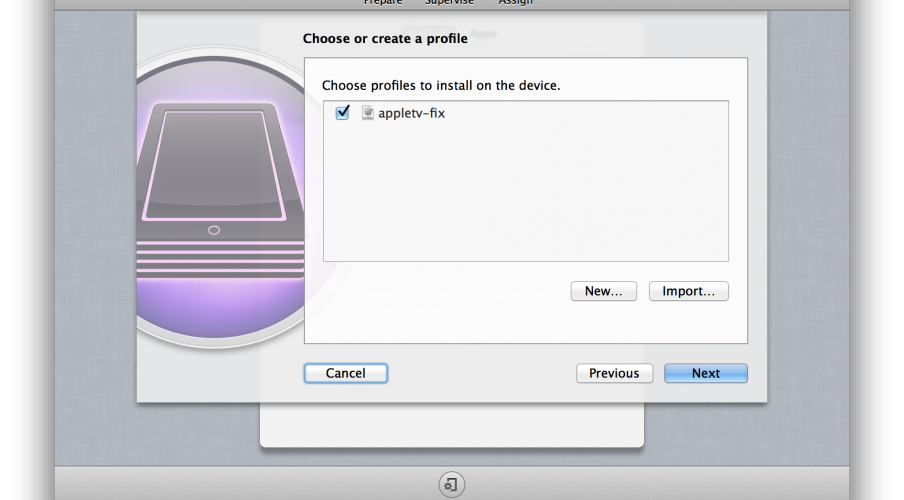 Prepare Supervise Assign
Choose or create a profile
Apps
Choose profiles to install on the device.
appletv-fix
New... Import...
Cancel Previous Next